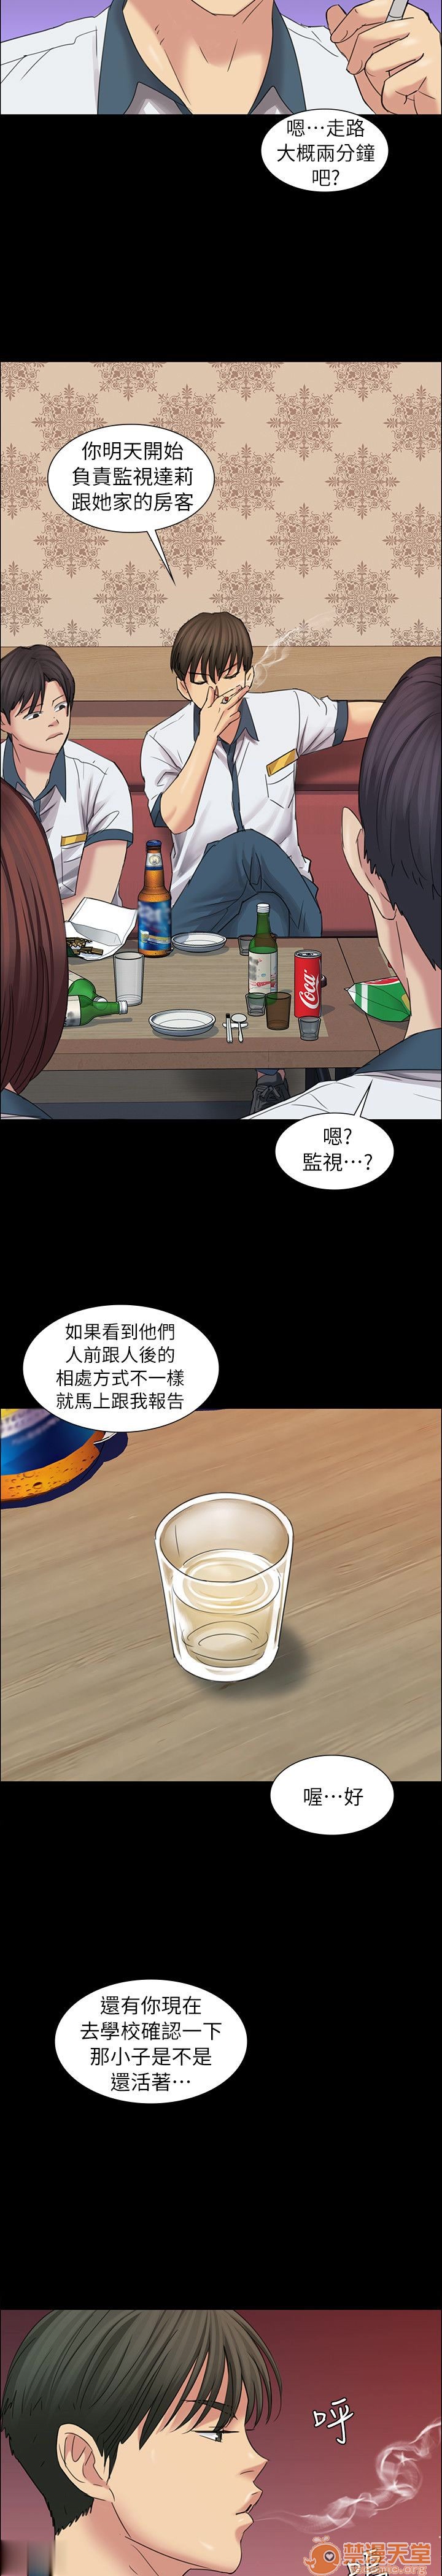 嗯⋯走路
大概兩分鐘
吧?
你明天開始
負責監視達莉
跟她家的房客
Coca
嗯?
監視⋯?
如果看到他們
人前跟人後的
相處方式不一樣
就馬上跟我報告
喔⋯好
還有你現在
去學校確認一下
那小子是不是
還活著⋯
呼
禁漫天堂